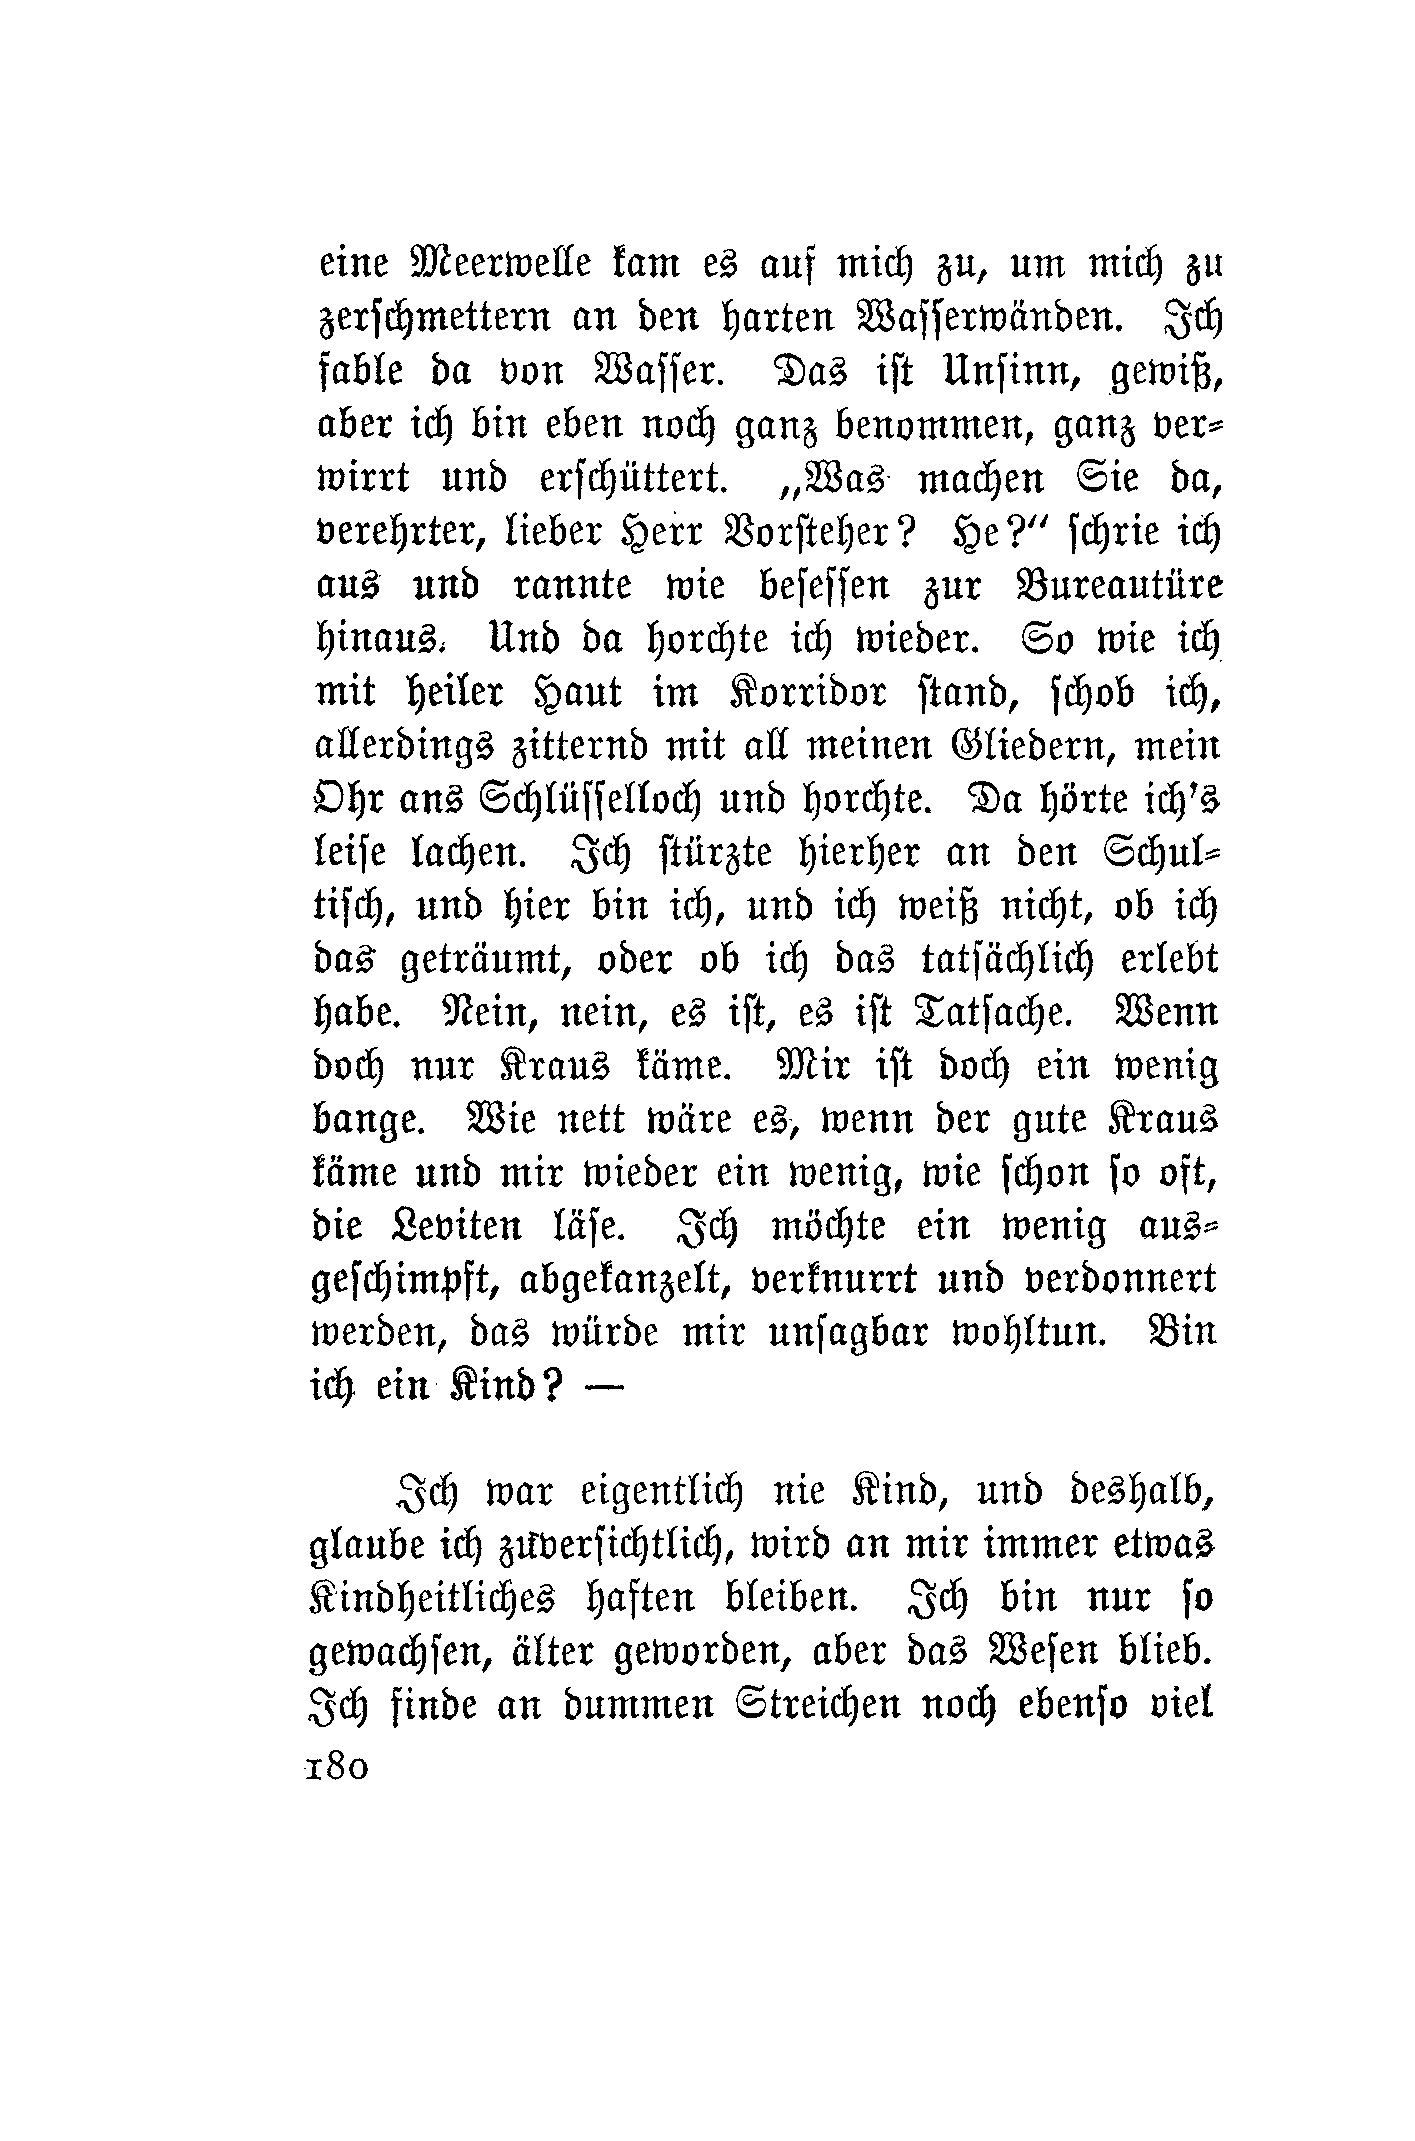 eine Meerwelle kam es auf mich zu, um mich zu
zerschmettern an den harten Wasserwänden. Ich
fable da von Wasser. Das ist Unsinn, gewiß,
aber ich bin eben noch ganz benommen, ganz ver-
wirrt und erschüttert. „Was machen Sie da,
verehrter, lieber Herr Vorsteher? He?“ schrie ich
aus und rannte wie besessen zur Bureautüre
hinaus. Und da horchte ich wieder. So wie ich
mit heiler Haut im Korridor stand, schob ich,
allerdings zitternd mit all meinen Gliedern, mein
Ohr ans Schlüsselloch und horchte. Da hörte ich's
leise lachen. Ich stürzte hierher an den Schul-
tisch, und hier bin ich, und ich weiß nicht, ob ich
das geträumt, oder ob ich das tatsächlich erlebt
habe. Nein, nein, es ist, es ist Tatsache. Wenn
doch nur Kraus käme. Mir ist doch ein wenig
bange. Wie nett wäre es, wenn der gute Kraus
käme und mir wieder ein wenig, wie schon so oft,
die Leviten läse. Ich möchte ein wenig aus-
geschimpft, abgekanzelt, verknurrt und verdonnert
werden, das würde mir unsagbar wohltun. Bin
ich ein Kind? —
Ich war eigentlich nie Kind, und deshalb,
glaube ich zuversichtlich, wird an mir immer etwas
Kindheitliches haften bleiben. Ich bin nur so
gewachsen, älter geworden, aber das Wesen blieb.
Ich finde an dummen Streichen noch ebenso viel
180